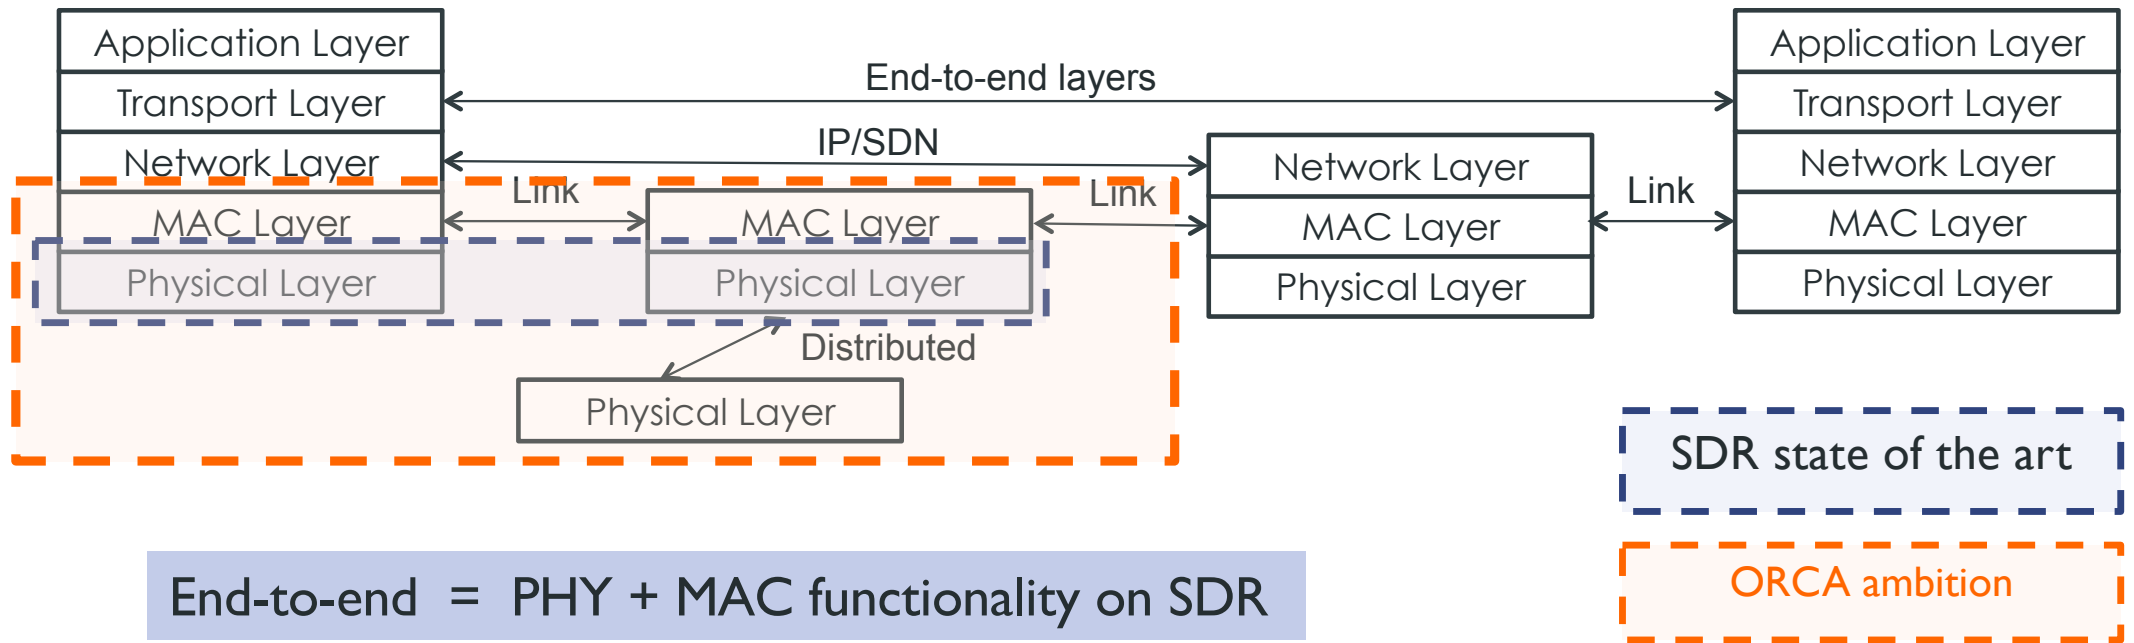 Application Layer
Application Layer
End-to-end layers
Transport Layer
Transport Layer
IP/SDN
Network Layer
Network Layer
Network Layer
Link
Link
Link
MAC Layer
MAC Layer
MAC Layer
MAC Layer
Physical Layer
Physical Layer
Physical Layer
Physical Layer
Distributed
Physical Layer
SDR state of the art
ORCA ambition
End-to-end = PHY + MAC functionality on SDR